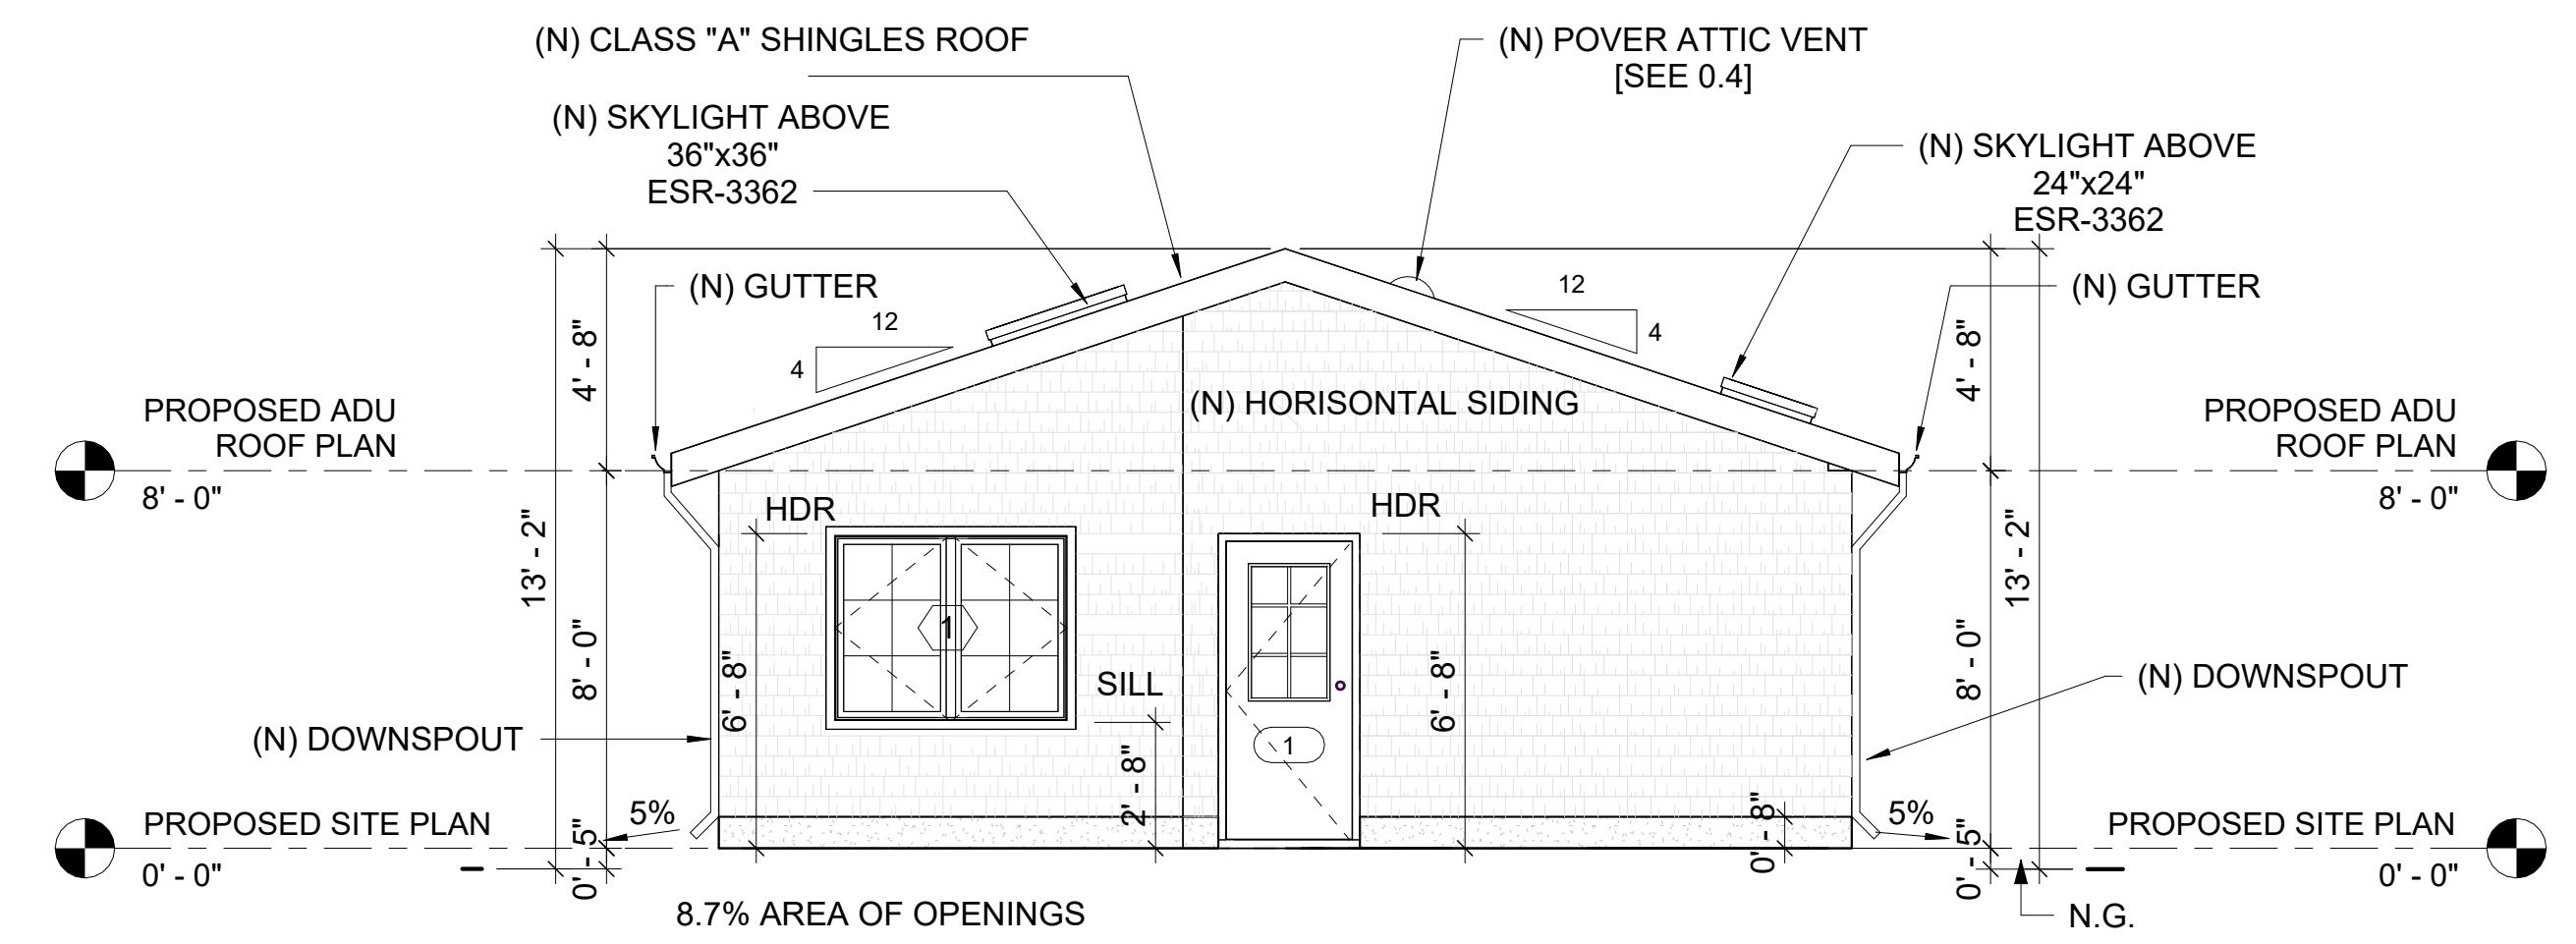 (N) CLASS "A" SHINGLES ROOF
(N) POVER ATTIC VENT
[SEE 0.4]
(N) SKYLIGHT ABOVE
36"x36"
ESR-3362
(N) SKYLIGHT ABOVE
24"x24"
ESR-3362
(N) GUTTER
12
4
12
4
(N) GUTTER
4' - 8"
4' - 8"
(N) HORISONTAL SIDING
PROPOSED ADU
ROOF PLAN
8' - 0"
PROPOSED ADU
ROOF PLAN
8' - 0"
13' - 2"
13' - 2"
HDR
HDR
8' - 0"
6' - 8"
1
SILL
2' - 8"
6' - 8"
1
8' - 0"
(N) DOWNSPOUT
(N) DOWNSPOUT
5%
5%
PROPOSED SITE PLAN
0' - 0"
0' - 5"
0' - 8"
0' - 5"
PROPOSED SITE PLAN
0' - 0"
8.7% AREA OF OPENINGS
N.G.